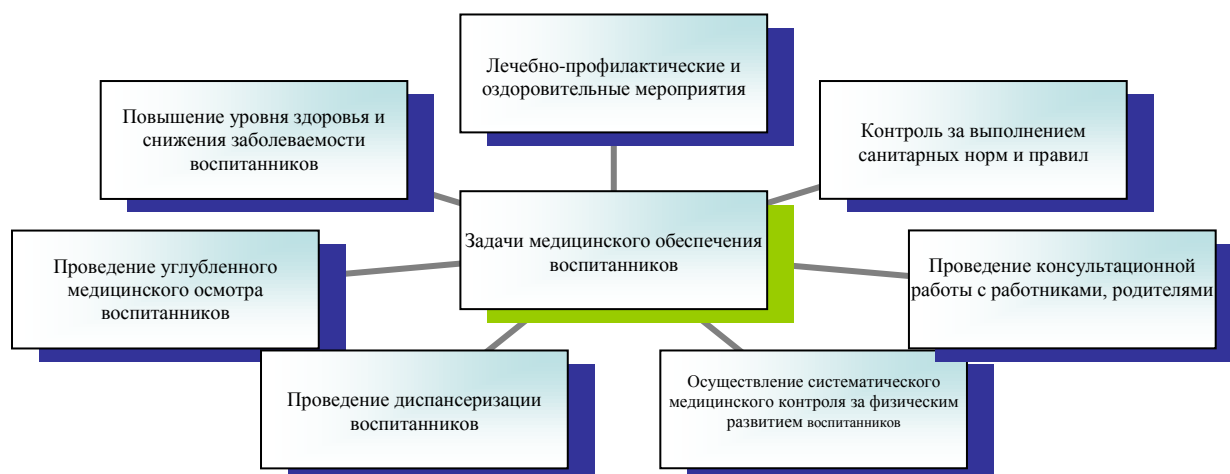 Лечебно-профилактические и
оздоровительные мероприятия
Повышение уровня здоровья и
снижения заболеваемости
воспитанников
Контроль за выполнением
санитарных норм и правил
Задачи медицинского обеспечения
воспитанников
Проведение углубленного
медицинского осмотра
воспитанников
Проведение консультационной
работы с работниками, родителями
Проведение диспансеризации
воспитанников
Осуществление систематического
медицинского контроля за физическим
развитием воспитанников